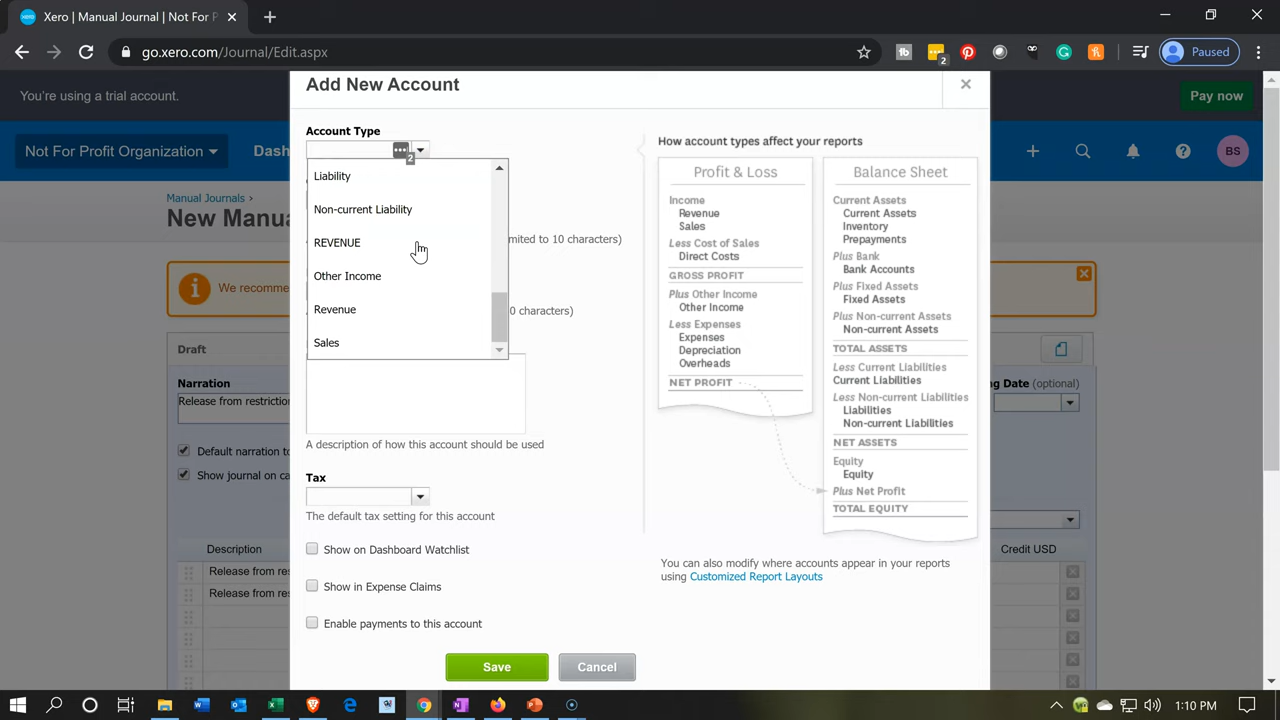 Xero | Manual Journals | Not For P
go.xero.com/Journal/Edit.aspx
2
Paused
You're using a trial account.
Pay now
Not For Profit Organization
Dash
BS
Manual Journals ›
New Manua
We recomme
Draft
Narration
Release from restriction
Default narration to
Show journal on ca
ng Date (optional)
Description
Credit USD
Release from res
Release from res
Add New Account
Account Type
2
Liability
Non-current Liability
REVENUE
Other Income
Revenue
Sales
mited to 10 characters)
0 characters)
A description of how this account should be used
Tax
The default tax setting for this account
Show on Dashboard Watchlist
Show in Expense Claims
Enable payments to this account
Save
Cancel
How account types affect your reports
Profit & Loss
Income
Revenue
Sales
Less Cost of Sales
Direct Costs
GROSS PROFIT
Plus Other Income
Other Income
Less Expenses
Expenses
Depreciation
Overheads
NET PROFIT
Balance Sheet
Current Assets
Current Assets
Inventory
Prepayments
Plus Bank
Bank Accounts
Plus Fixed Assets
Fixed Assets
Plus Non-current Assets
Non-current Assets
TOTAL ASSETS
Less Current Liabilities
Current Liabilities
Less Non-current Liabilities
Liabilities
Non-current Liabilities
NET ASSETS
Equity
Equity
Plus Net Profit
TOTAL EQUITY
You can also modify where accounts appear in your reports
using Customized Report Layouts
1:10 PM